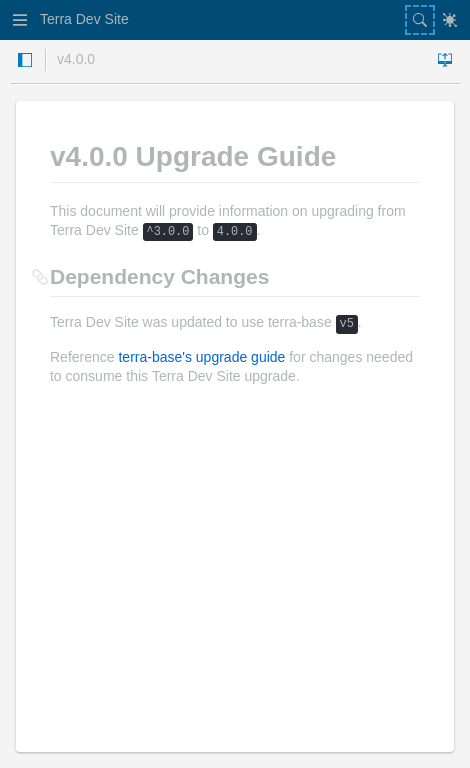 Terra Dev Site
v4.0.0
v4.0.0 Upgrade Guide
This document will provide information on upgrading from
Terra Dev Site ^3.0.0 to 4.0.0.
Dependency Changes
Terra Dev Site was updated to use terra-base v5.
Reference terra-base's upgrade guide for changes needed
to consume this Terra Dev Site upgrade.